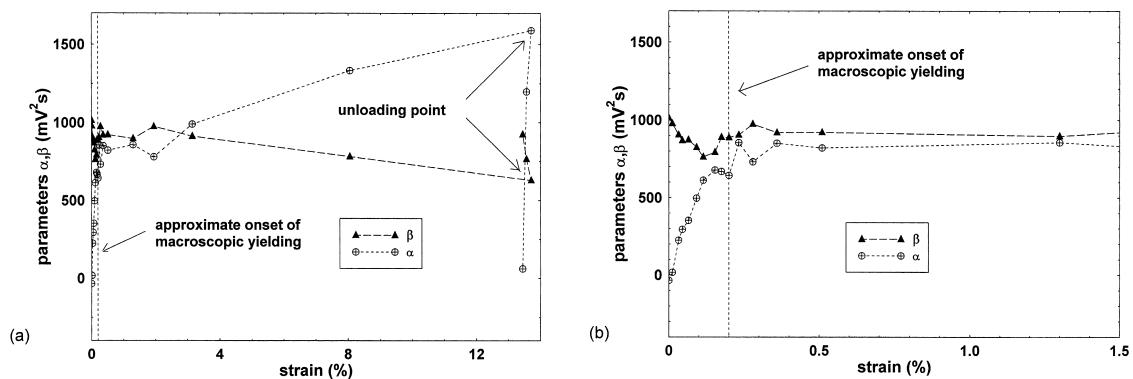 1500
1000
500
0
parameters α,β (mV²s)
unloading point
approximate onset of
macroscopic yielding
β
α
0
4
8
12
strain (%)
(a)
1500
1000
500
0
parameters α,β (mV²s)
approximate onset of
macroscopic yielding
β
α
0
0.5
1.0
1.5
strain (%)
(b)